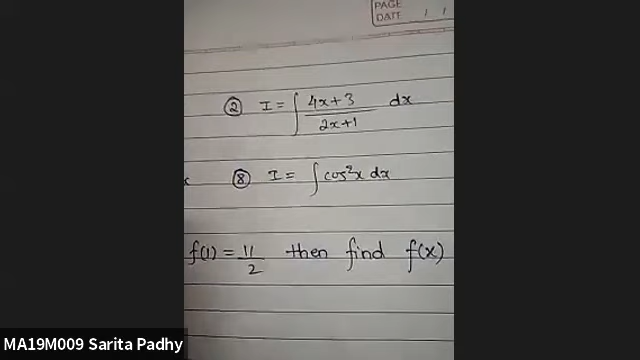 PAGE
DATE / /
② I = ∫ (4x+3)/(2x+1) dx
⑧ I = ∫ cos²x dx
f(1) = 11/2 then find f(x)
MA19M009 Sarita Padhy